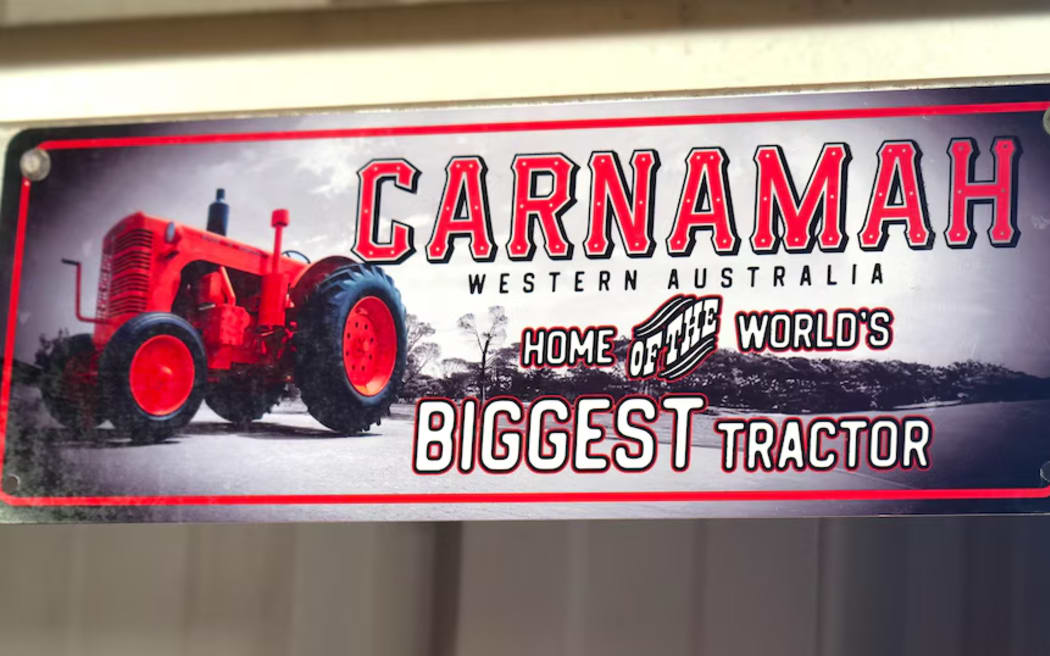 CARNAMAH
WESTERN AUSTRALIA
HOME OF THE WORLD'S
BIGGEST TRACTOR